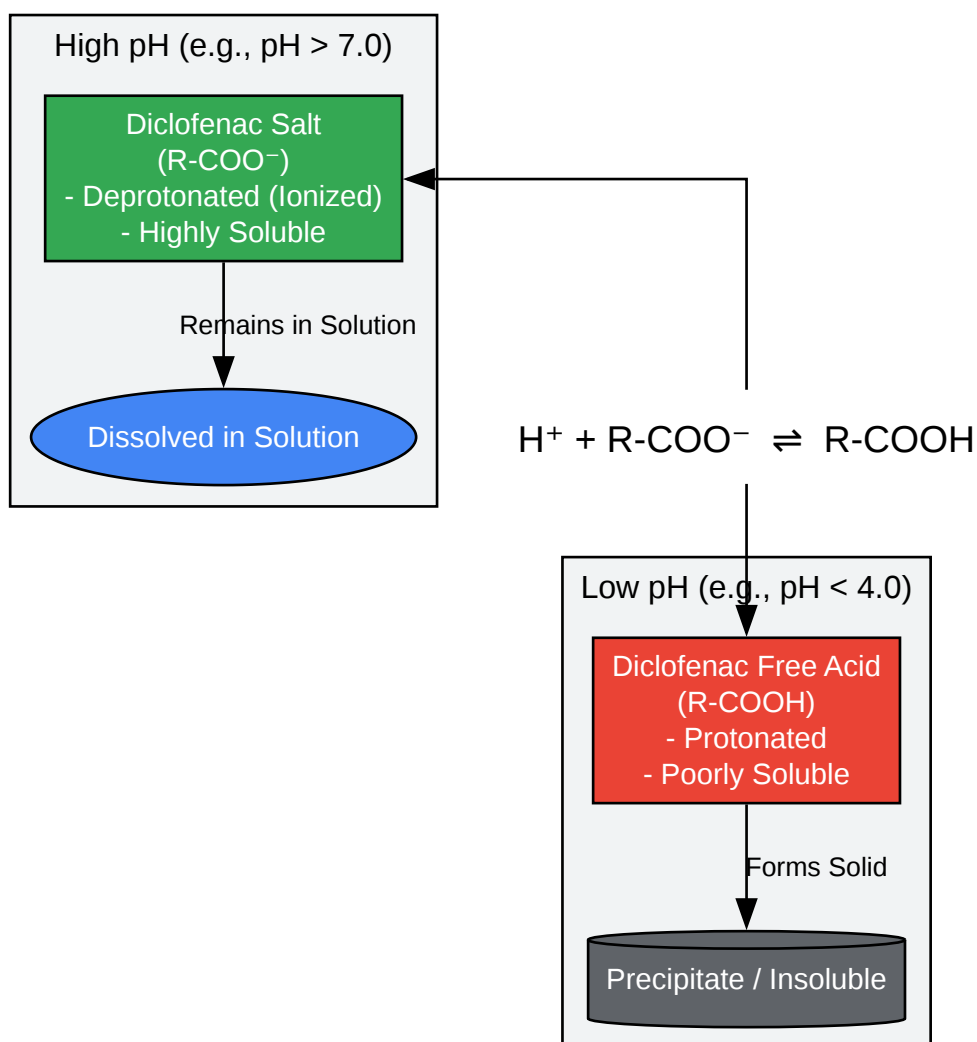 High pH (e.g., pH > 7.0)
Diclofenac Salt
(R-COO⁻)
- Deprotonated (Ionized)
- Highly Soluble
Remains in Solution
Dissolved in Solution
H⁺ + R-COO⁻ ⇌ R-COOH
Low pH (e.g., pH < 4.0)
Diclofenac Free Acid
(R-COOH)
- Protonated
- Poorly Soluble
Forms Solid
Precipitate / Insoluble